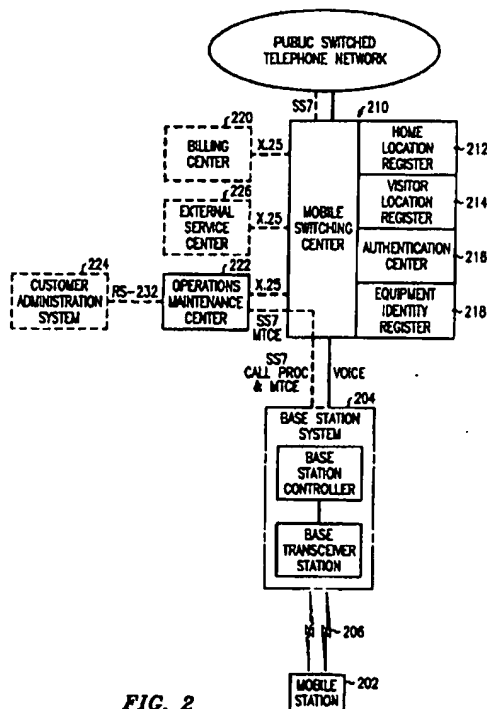 PUBLIC SWITCHED
TELEPHONE NETWORK
SS7
210
220
BILLING
CENTER
X.25
HOME
LOCATION
REGISTER
212
226
EXTERNAL
SERVICE
CENTER
X.25
MOBILE
SWITCHING
CENTER
VISITOR
LOCATION
REGISTER
214
AUTHENTICATION
CENTER
216
224
CUSTOMER
ADMINISTRATION
SYSTEM
RS-232
222
OPERATIONS
MAINTENANCE
CENTER
X.25
SS7
MTCE
EQUIPMENT
IDENTITY
REGISTER
218
SS7
CALL PROC
& MTCE
VOICE
204
BASE STATION
SYSTEM
BASE
STATION
CONTROLLER
BASE
TRANSCEIVER
STATION
206
202
MOBILE
STATION
FIG. 2